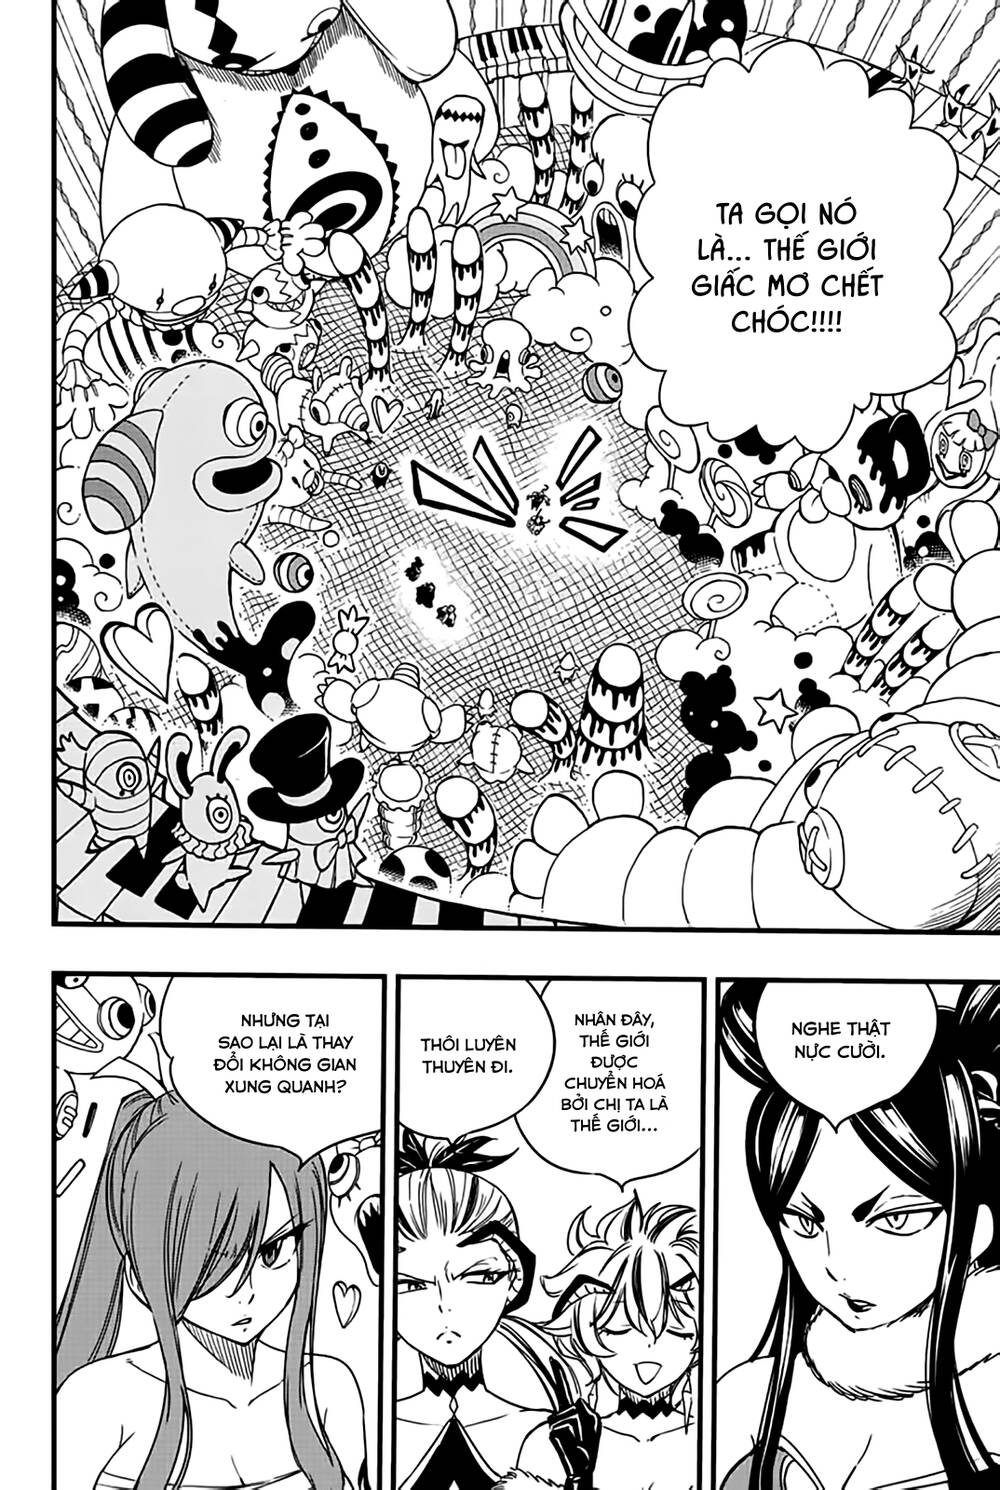 TA GỌI NÓ
LÀ... THẾ GIỚI
GIẤC MƠ CHẾT
CHÓC!!!!
NHƯNG TẠI
SAO LẠI LÀ THAY
ĐỔI KHÔNG GIAN
XUNG QUANH?
THÔI LUYÊN
THUYÊN ĐI.
NHÂN ĐÂY,
THẾ GIỚI
ĐƯỢC
CHUYỂN HOÁ
BỞI CHỊ TA LÀ
THẾ GIỚI...
NGHE THẬT
NỰC CƯỜI.